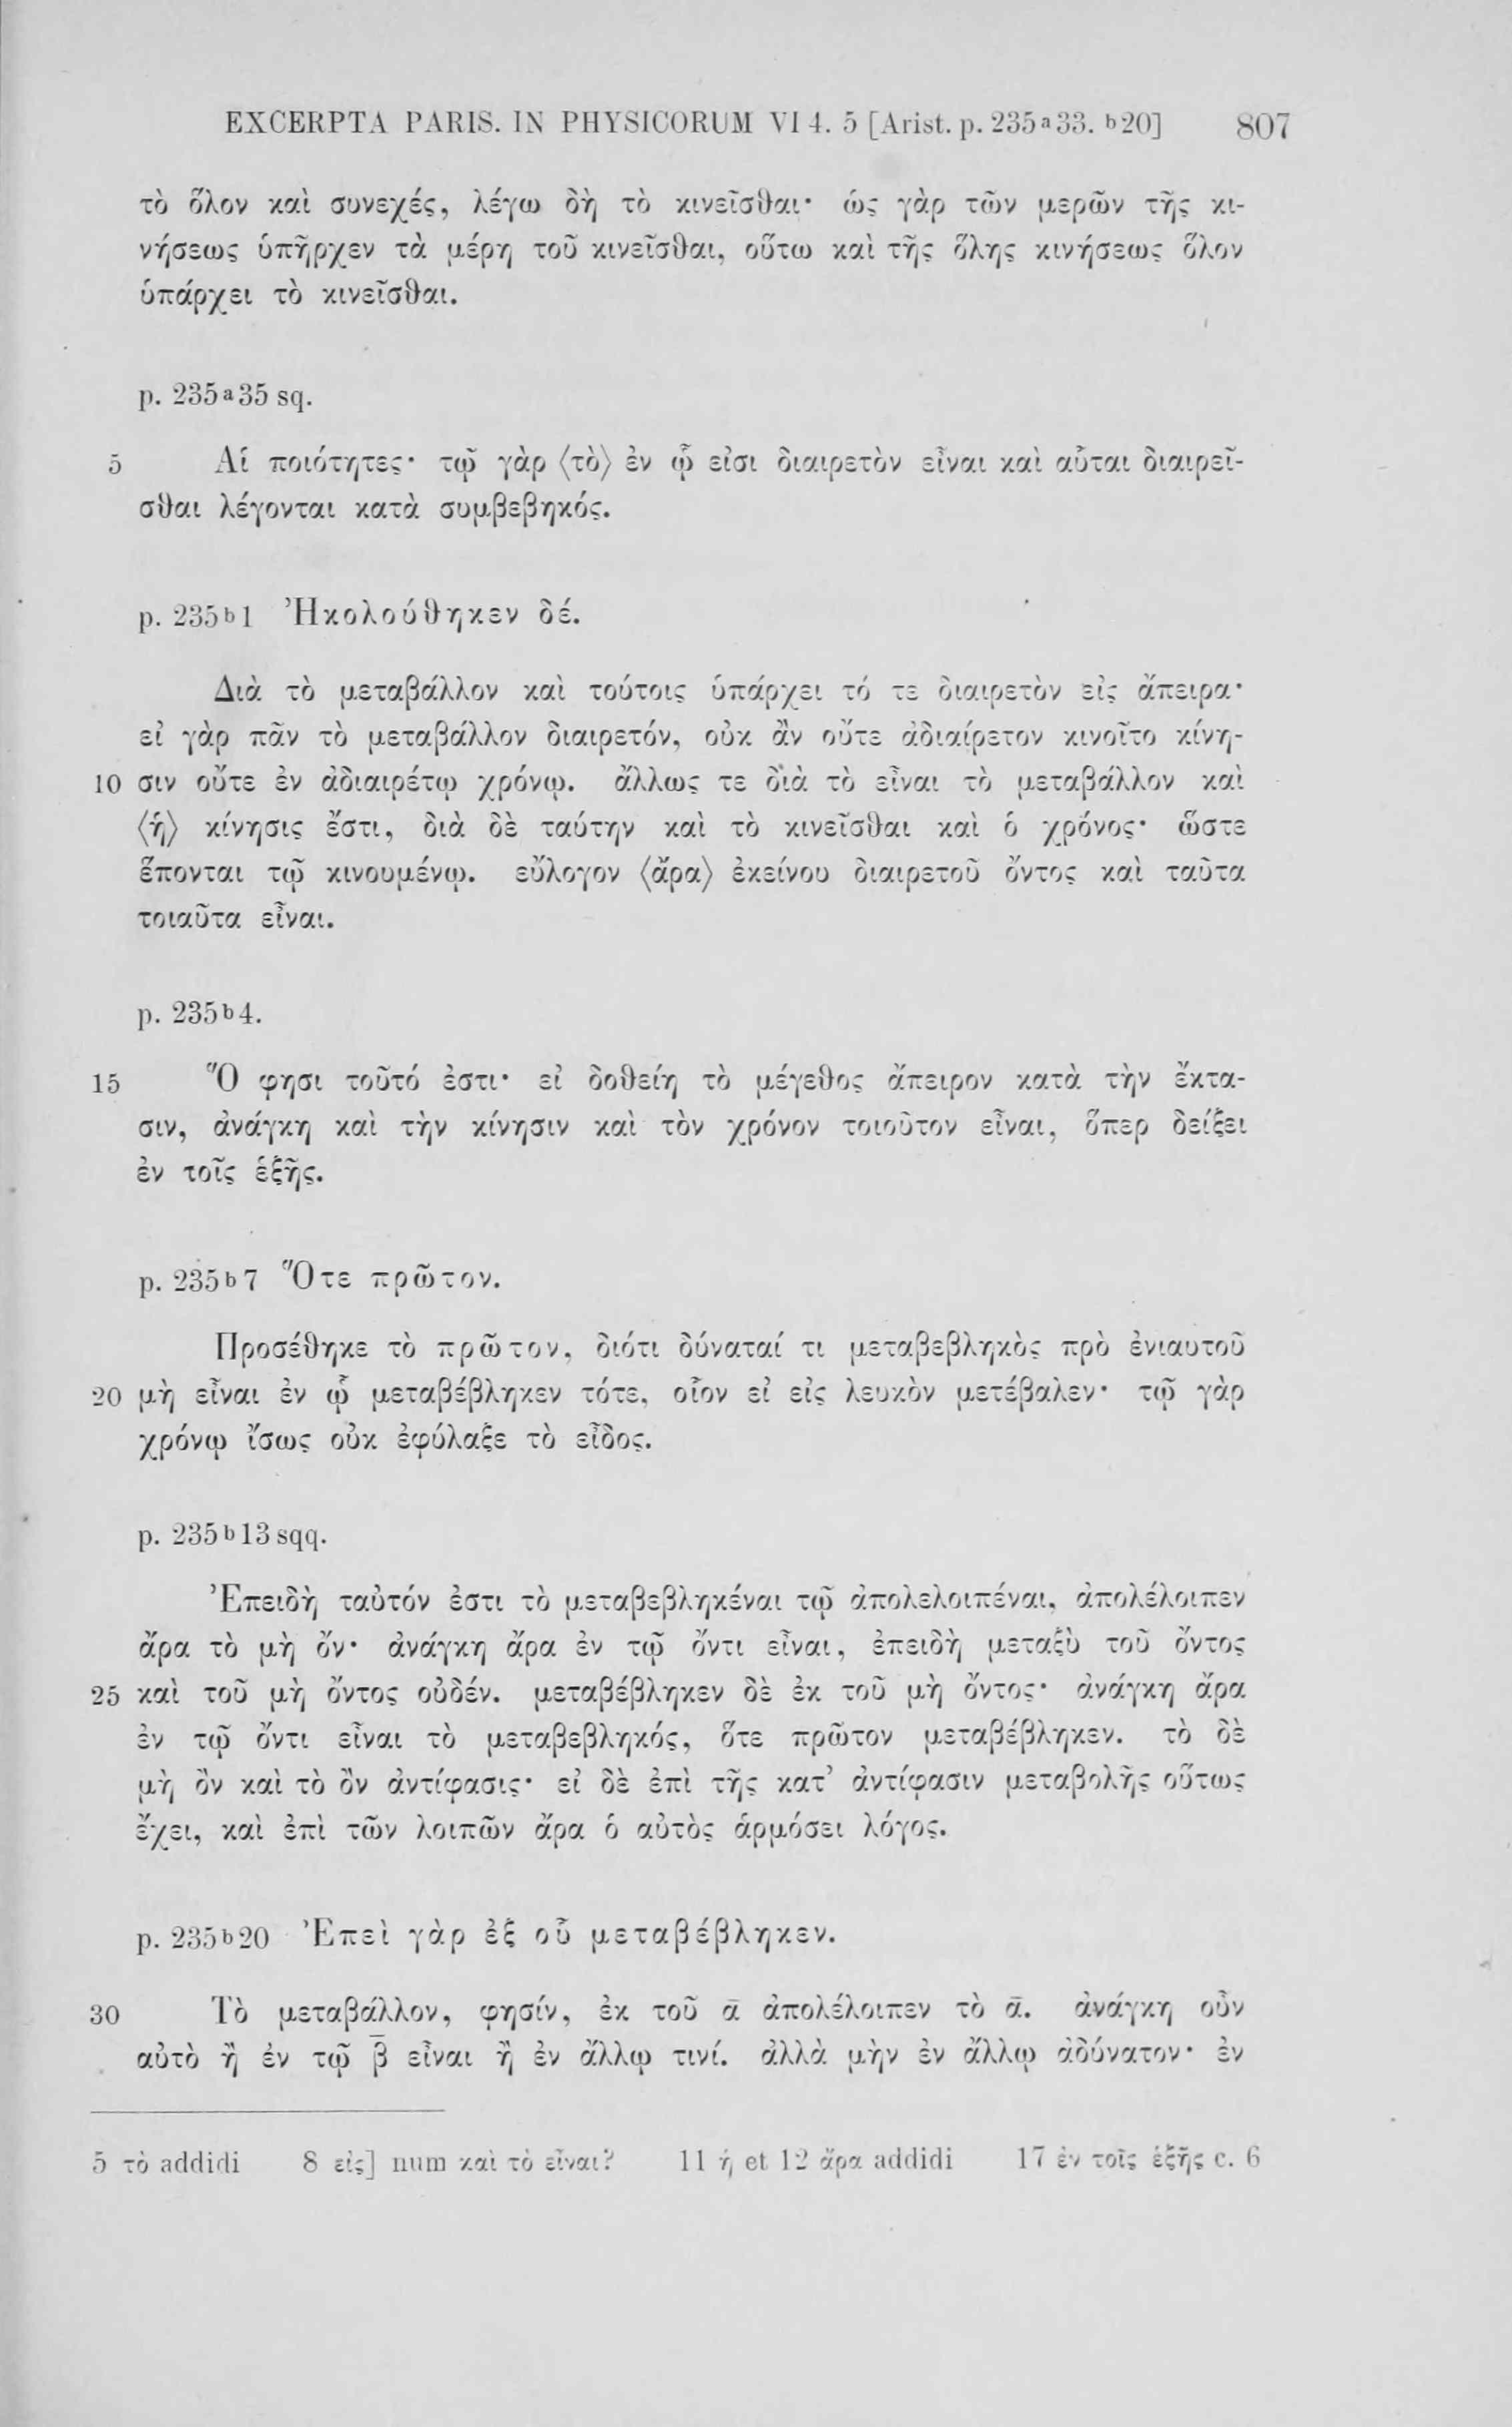 EXCERPTA PARIS. IN PHYSICORUM VI 4. 5 [Arist. p. 235a33. b20] 807
τὸ ὅλον καὶ συνεχές, λέγω δὴ τὸ κινεῖσθαι· ὡς γὰρ τῶν μερῶν τῆς κι-
νήσεως ὑπῆρχεν τὰ μέρη τοῦ κινεῖσθαι, οὕτω καὶ τῆς ὅλης κινήσεως ὅλον
ὑπάρχει τὸ κινεῖσθαι.
p. 235a35 sq.
5 Αἱ ποιότητες· τῷ γὰρ ⟨τὸ⟩ ἐν ᾧ εἰσι διαιρετὸν εἶναι καὶ αὗται διαιρεῖ-
σθαι λέγονται κατὰ συμβεβηκός.
p. 235b1 Ἠκολούθηκεν δέ.
Διὰ τὸ μεταβάλλον καὶ τούτοις ὑπάρχει τό τε διαιρετὸν εἰς ἄπειρα·
εἰ γὰρ πᾶν τὸ μεταβάλλον διαιρετόν, οὐκ ἂν οὔτε ἀδιαίρετον κινοῖτο κίνη-
10 σιν οὔτε ἐν ἀδιαιρέτῳ χρόνῳ. ἄλλως τε διὰ τὸ εἶναι τὸ μεταβάλλον καὶ
⟨ἡ⟩ κίνησις ἔστι, διὰ δὲ ταύτην καὶ τὸ κινεῖσθαι καὶ ὁ χρόνος· ὥστε
ἕπονται τῷ κινουμένῳ. εὔλογον ⟨ἄρα⟩ ἐκείνου διαιρετοῦ ὄντος καὶ ταῦτα
τοιαῦτα εἶναι.
p. 235b4.
15 Ὅ φησι τοῦτό ἐστι· εἰ δοθείη τὸ μέγεθος ἄπειρον κατὰ τὴν ἔκτα-
σιν, ἀνάγκη καὶ τὴν κίνησιν καὶ τὸν χρόνον τοιοῦτον εἶναι, ὅπερ δείξει
ἐν τοῖς ἑξῆς.
p. 235b7 Ὅτε πρῶτον.
Προσέθηκε τὸ πρῶτον, διότι δύναταί τι μεταβεβληκὸς πρὸ ἐνιαυτοῦ
20 μὴ εἶναι ἐν ᾧ μεταβέβληκεν τότε, οἷον εἰ εἰς λευκὸν μετέβαλεν· τῷ γὰρ
χρόνῳ ἴσως οὐκ ἐφύλαξε τὸ εἶδος.
p. 235b13 sqq.
Ἐπειδὴ ταὐτόν ἐστι τὸ μεταβεβληκέναι τῷ ἀπολελοιπέναι, ἀπολέλοιπεν
ἄρα τὸ μὴ ὄν· ἀνάγκη ἄρα ἐν τῷ ὄντι εἶναι, ἐπειδὴ μεταξὺ τοῦ ὄντος
25 καὶ τοῦ μὴ ὄντος οὐδέν. μεταβέβληκεν δὲ ἐκ τοῦ μὴ ὄντος· ἀνάγκη ἄρα
ἐν τῷ ὄντι εἶναι τὸ μεταβεβληκός, ὅτε πρῶτον μεταβέβληκεν. τὸ δὲ
μὴ ὂν καὶ τὸ ὂν ἀντίφασις· εἰ δὲ ἐπὶ τῆς κατ’ ἀντίφασιν μεταβολῆς οὕτως
ἔχει, καὶ ἐπὶ τῶν λοιπῶν ἄρα ὁ αὐτὸς ἁρμόσει λόγος.
p. 235b20 Ἐπεὶ γὰρ ἐξ οὗ μεταβέβληκεν.
30 Τὸ μεταβάλλον, φησίν, ἐκ τοῦ ᾱ ἀπολέλοιπεν τὸ ᾱ. ἀνάγκη οὖν
αὐτὸ ἢ ἐν τῷ β̄ εἶναι ἢ ἐν ἄλλῳ τινί. ἀλλὰ μὴν ἐν ἄλλῳ ἀδύνατον· ἐν
5 τὸ addidi 8 εἰς] num καὶ τὸ εἶναι? 11 ἡ et 12 ἄρα addidi 17 ἐν τοῖς ἑξῆς c. 6